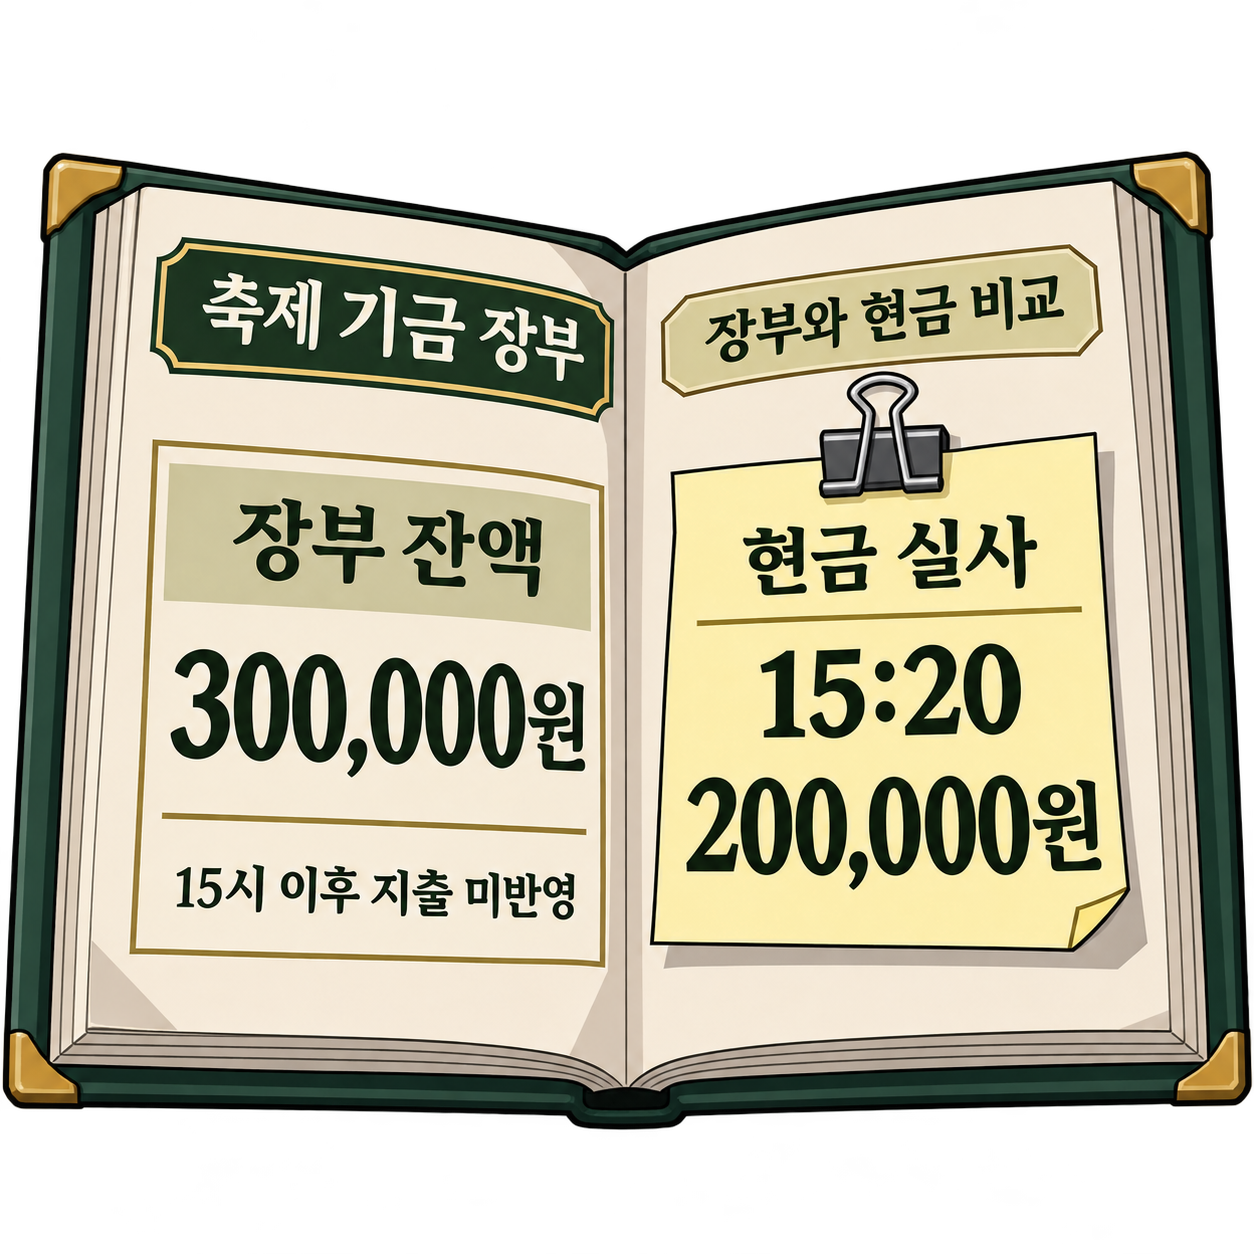 축제 기금 장부
장부 잔액
300,000원
15시 이후 지출 미반영
장부와 현금 비교
현금 실사
15:20
200,000원